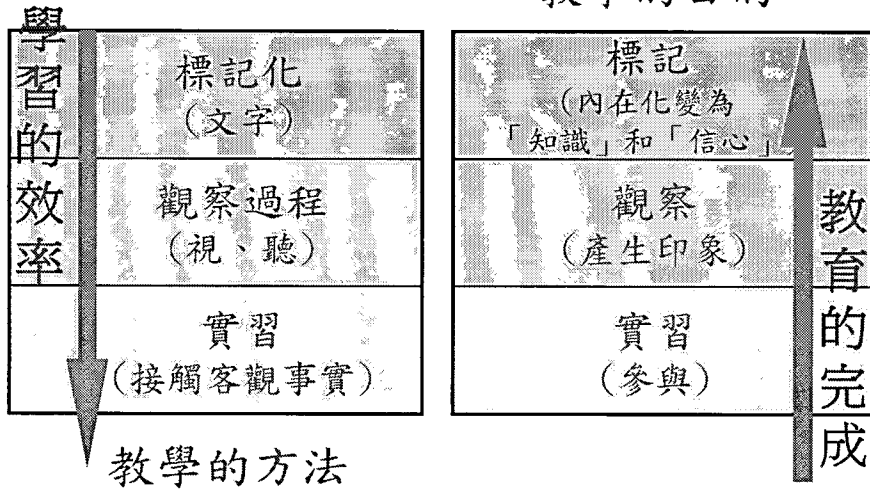 學習的效率
標記化
(文字)
觀察過程
(視、聽)
實習
(接觸客觀事實)
教學的方法
標記
(內在化變為
「知識」和「信心」
觀察
(產生印象)
實習
(參與)
教育的完成